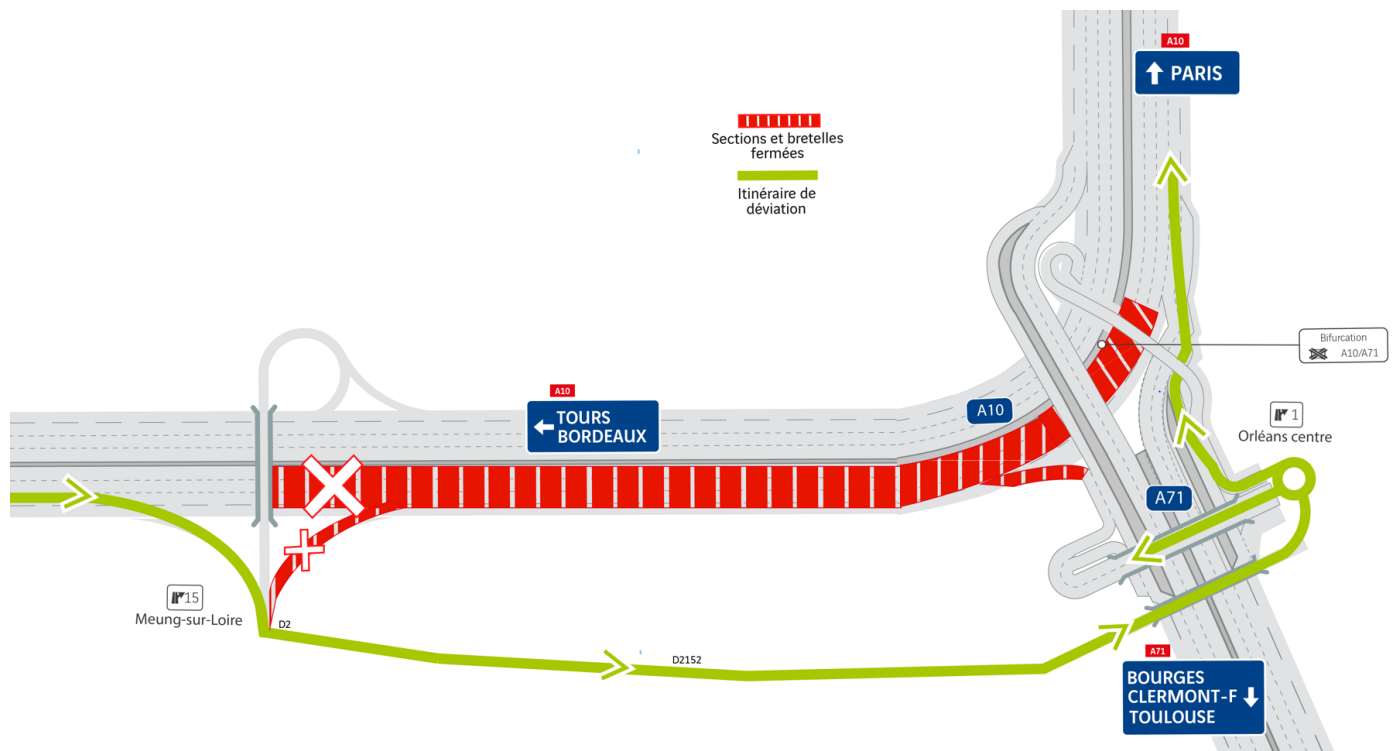 A10
PARIS
Sections et bretelles
fermées
Itinéraire de
déviation
Bifurcation
A10/A71
A10
TOURS
BORDEAUX
A10
1
Orléans centre
A71
15
Meung-sur-Loire
D2
D2152
A71
BOURGES
CLERMONT-F
TOULOUSE